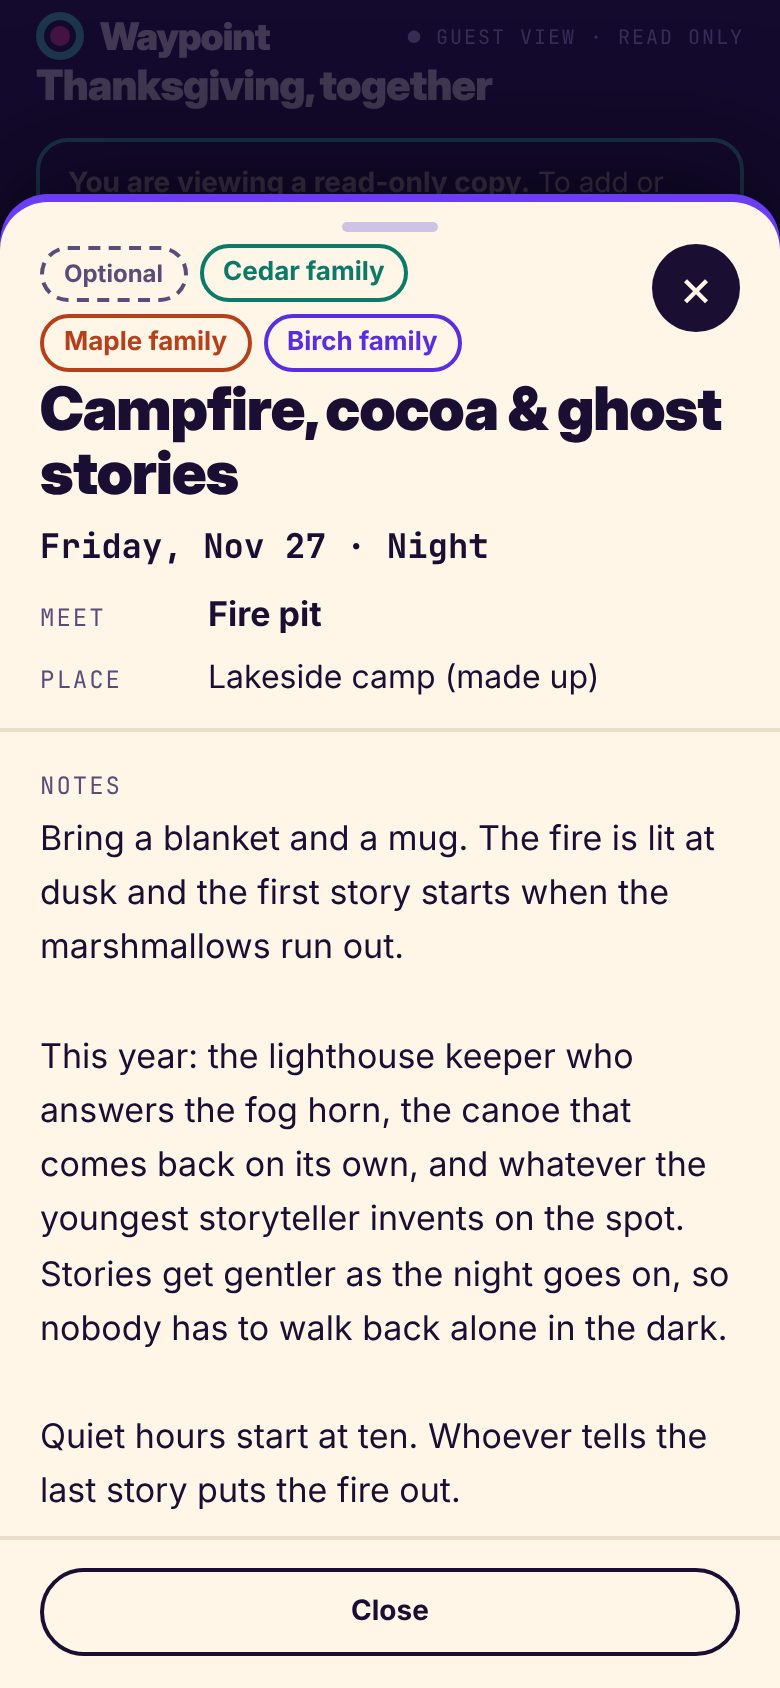 Waypoint
GUEST VIEW · READ ONLY
Thanksgiving, together
You are viewing a read-only copy. To add or
Optional
Cedar family
Maple family
Birch family
Campfire, cocoa & ghost
stories
Friday, Nov 27 · Night
MEET
Fire pit
PLACE
Lakeside camp (made up)
NOTES
Bring a blanket and a mug. The fire is lit at
dusk and the first story starts when the
marshmallows run out.
This year: the lighthouse keeper who
answers the fog horn, the canoe that
comes back on its own, and whatever the
youngest storyteller invents on the spot.
Stories get gentler as the night goes on, so
nobody has to walk back alone in the dark.
Quiet hours start at ten. Whoever tells the
last story puts the fire out.
Close